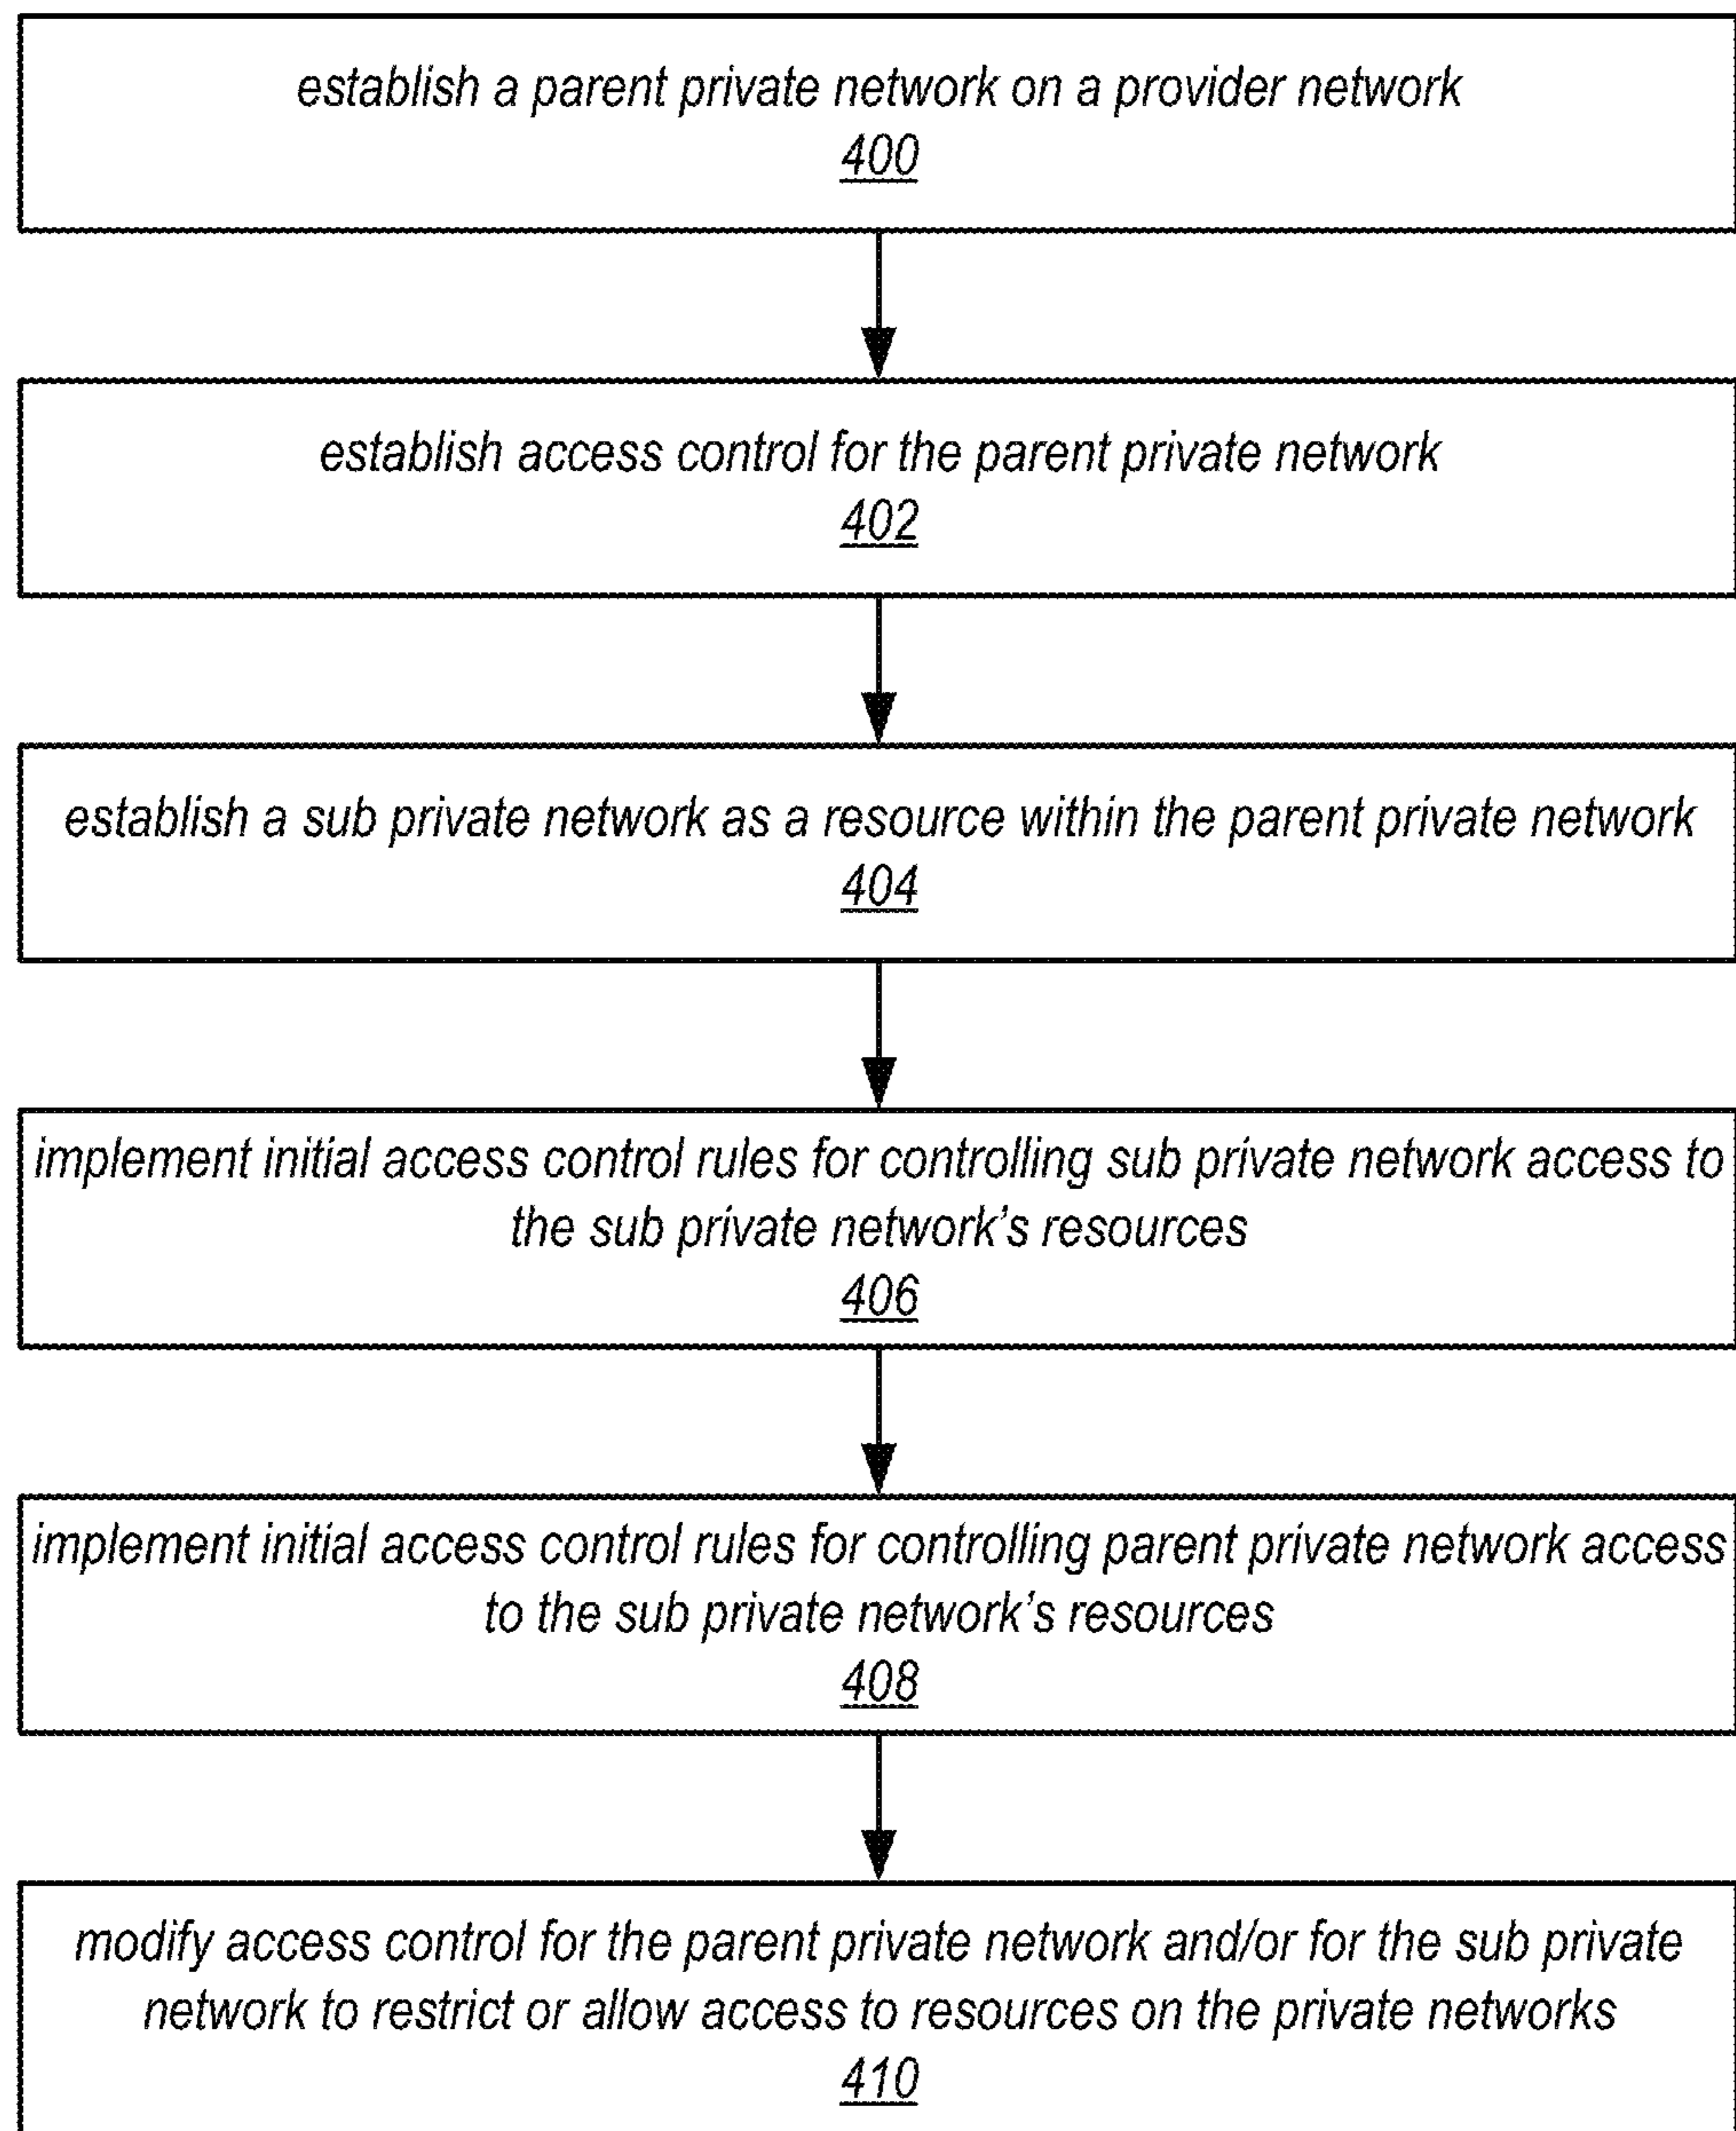 establish a parent private network on a provider network
400
establish access control for the parent private network
402
establish a sub private network as a resource within the parent private network
404
implement initial access control rules for controlling sub private network access to
the sub private network's resources
406
implement initial access control rules for controlling parent private network access
to the sub private network's resources
408
modify access control for the parent private network and/or for the sub private
network to restrict or allow access to resources on the private networks
410